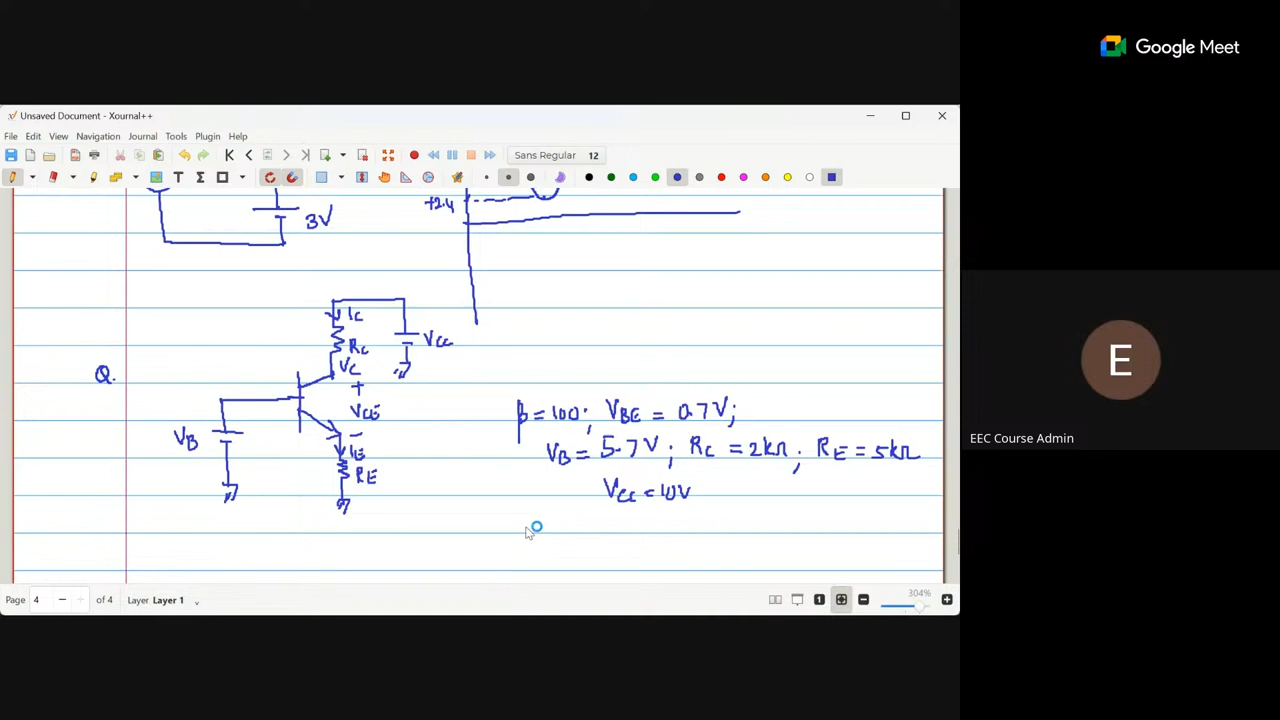 Google Meet
Unsaved Document - Xournal++
File Edit View Navigation Journal Tools Plugin Help
Sans Regular 12
+2.4
3V
IC
RC
VCC
VC
Q.
+
VCE
-
VB
IE
RE
β = 100; VBE = 0.7V;
VB = 5.7V; RC = 2kΩ; RE = 5kΩ
VCC = 10V
EEC Course Admin
E
Page 4 of 4 Layer Layer 1
304%
1